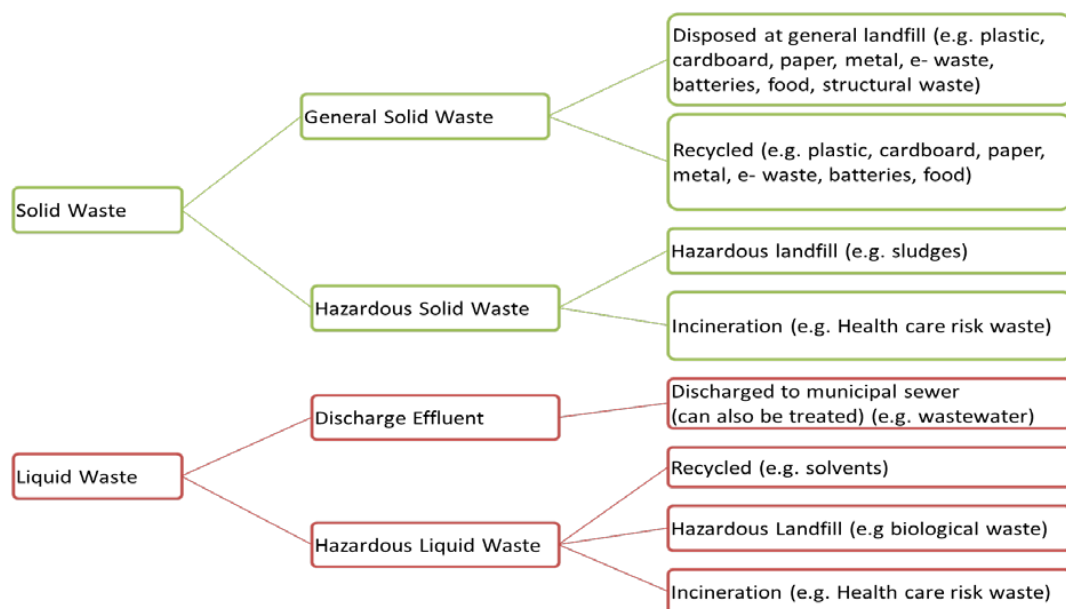 Disposed at general landfill (e.g. plastic,
cardboard, paper, metal, e- waste,
batteries, food, structural waste)
General Solid Waste
Recycled (e.g. plastic, cardboard, paper,
metal, e- waste, batteries, food)
Solid Waste
Hazardous landfill (e.g. sludges)
Hazardous Solid Waste
Incineration (e.g. Health care risk waste)
Discharged to municipal sewer
(can also be treated) (e.g. wastewater)
Discharge Effluent
Recycled (e.g. solvents)
Liquid Waste
Hazardous Landfill (e.g biological waste)
Hazardous Liquid Waste
Incineration (e.g. Health care risk waste)